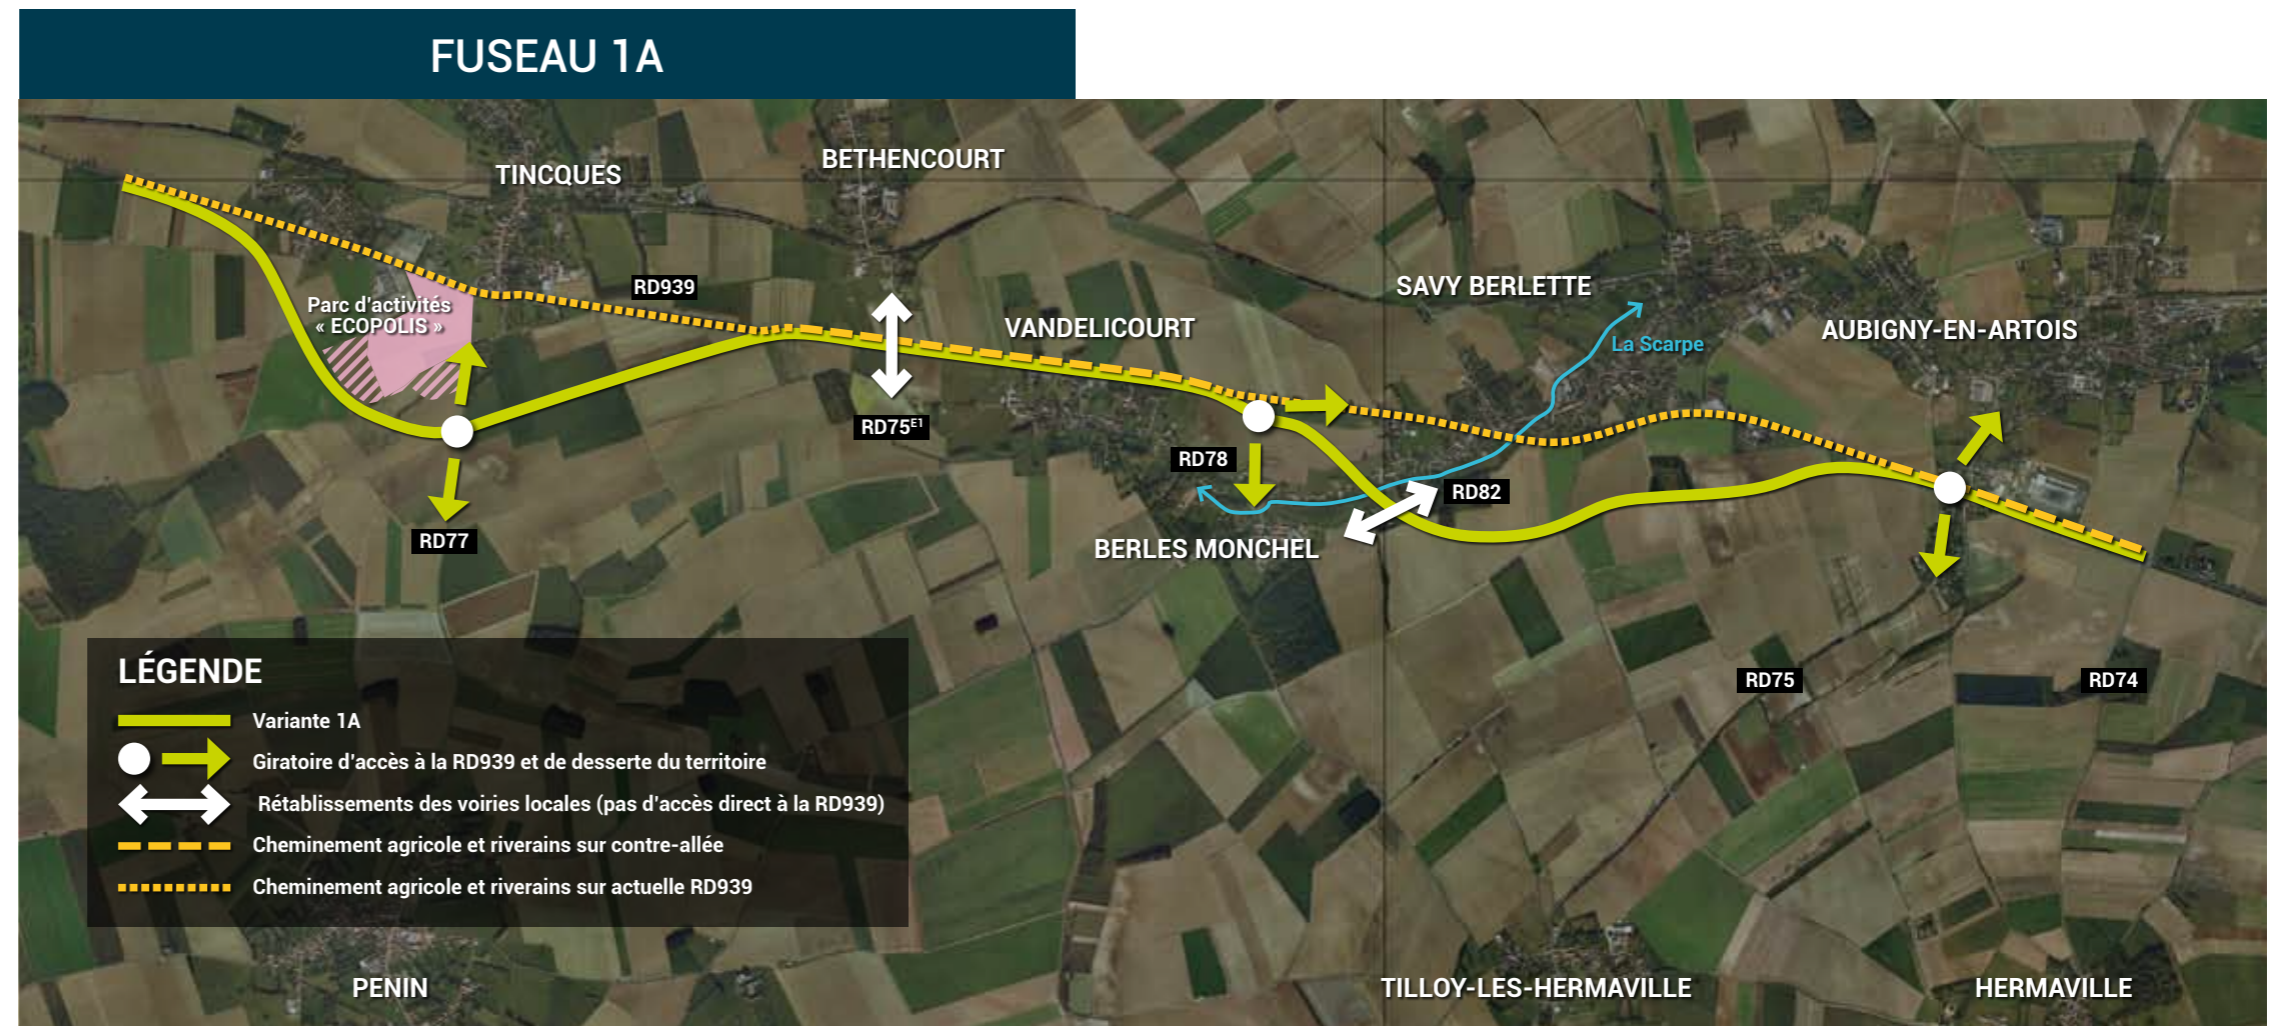 FUSEAU 1A
TINCQUES
BETHENCOURT
RD939
Parc d'activités
« ECOPOLIS »
VANDELICOURT
SAVY BERLETTE
La Scarpe
AUBIGNY-EN-ARTOIS
RD75E1
RD78
RD82
RD77
BERLES MONCHEL
RD75
RD74
LÉGENDE
Variante 1A
Giratoire d'accès à la RD939 et de desserte du territoire
Rétablissements des voiries locales (pas d'accès direct à la RD939)
Cheminement agricole et riverains sur contre-allée
Cheminement agricole et riverains sur actuelle RD939
PENIN
TILLOY-LES-HERMAVILLE
HERMAVILLE